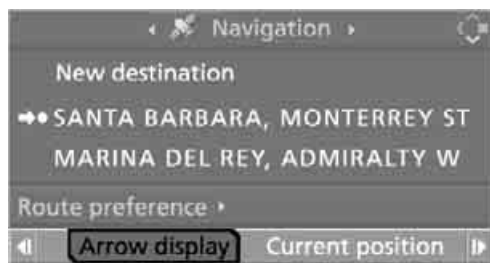 Navigation
New destination
SANTA BARBARA, MONTERREY ST
MARINA DEL REY, ADMIRALTY W
Route preference
Arrow display Current position